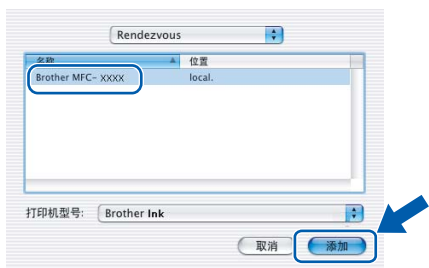 Rendezvous
名称 位置
Brother MFC- XXXX local.
打印机型号: Brother Ink
取消 添加